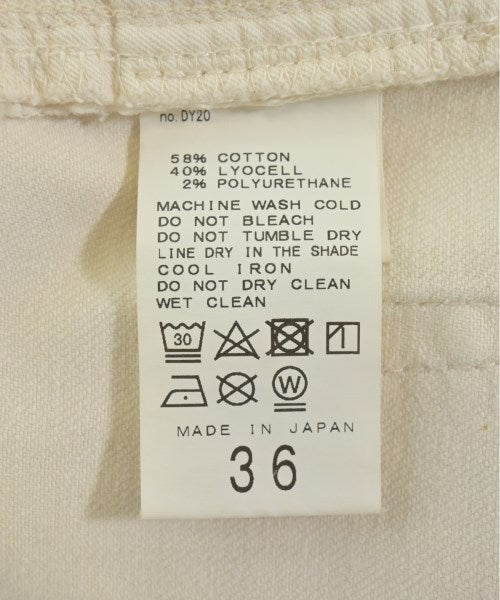 no. DY20
58% COTTON
40% LYOCELL
2% POLYURETHANE
MACHINE WASH COLD
DO NOT BLEACH
DO NOT TUMBLE DRY
LINE DRY IN THE SHADE
COOL IRON
DO NOT DRY CLEAN
WET CLEAN
30
W
MADE IN JAPAN
36